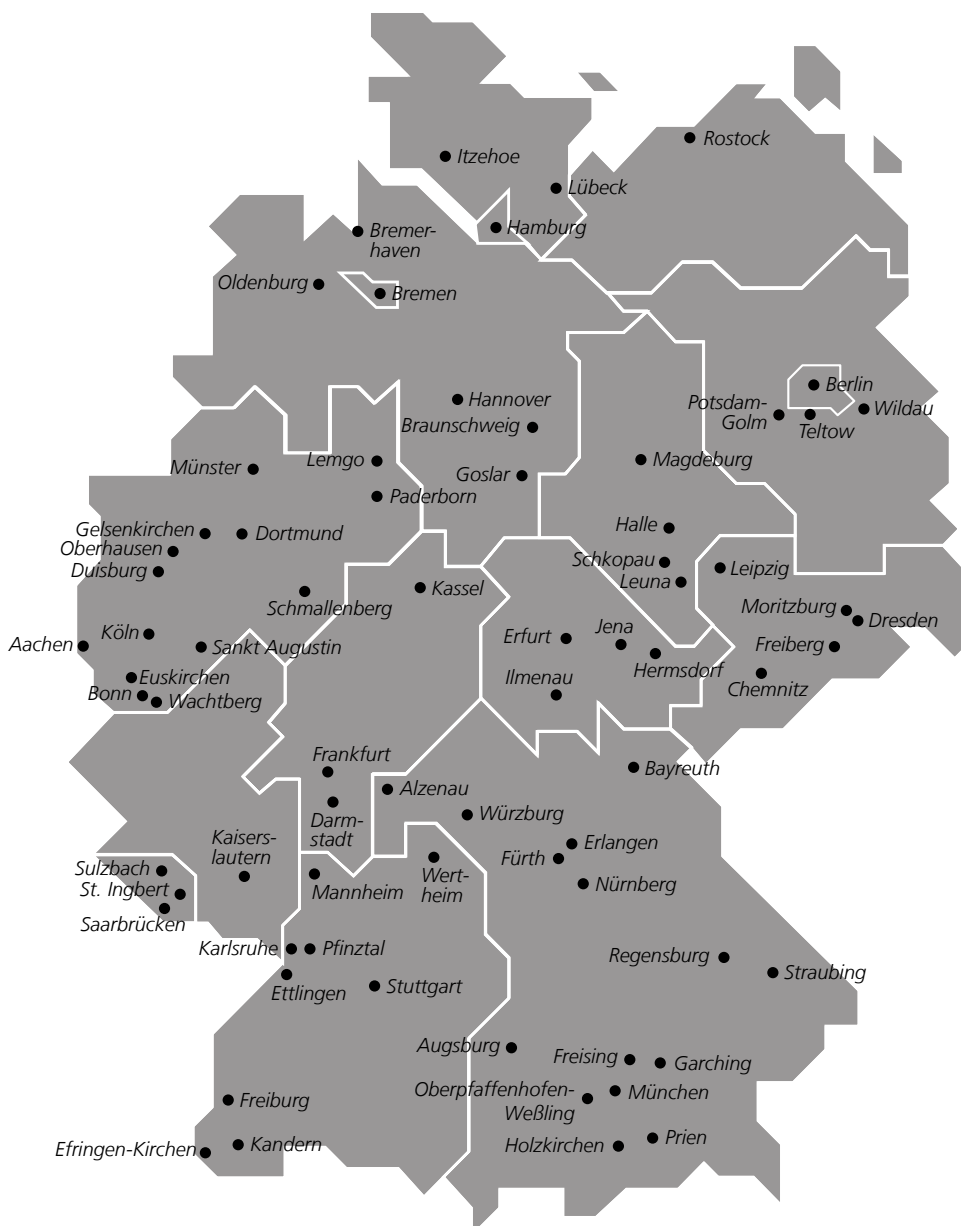 Rostock
Itzehoe
Lübeck
Hamburg
Bremer-
haven
Oldenburg
Bremen
Berlin
Hannover
Potsdam-
Golm
Wildau
Teltow
Braunschweig
Lemgo
Magdeburg
Münster
Goslar
Paderborn
Halle
Gelsenkirchen
Dortmund
Oberhausen
Schkopau
Leipzig
Duisburg
Leuna
Kassel
Schmallenberg
Moritzburg
Dresden
Köln
Jena
Erfurt
Aachen
Sankt Augustin
Freiberg
Hermsdorf
Euskirchen
Ilmenau
Chemnitz
Bonn
Wachtberg
Frankfurt
Bayreuth
Alzenau
Würzburg
Darm-
stadt
Kaisers-
lautern
Erlangen
Fürth
Sulzbach
Mannheim
Wert-
heim
Nürnberg
St. Ingbert
Saarbrücken
Karlsruhe
Pfinztal
Regensburg
Straubing
Ettlingen
Stuttgart
Augsburg
Freising
Garching
Oberpfaffenhofen-
Weßling
München
Freiburg
Prien
Holzkirchen
Kandern
Efringen-Kirchen